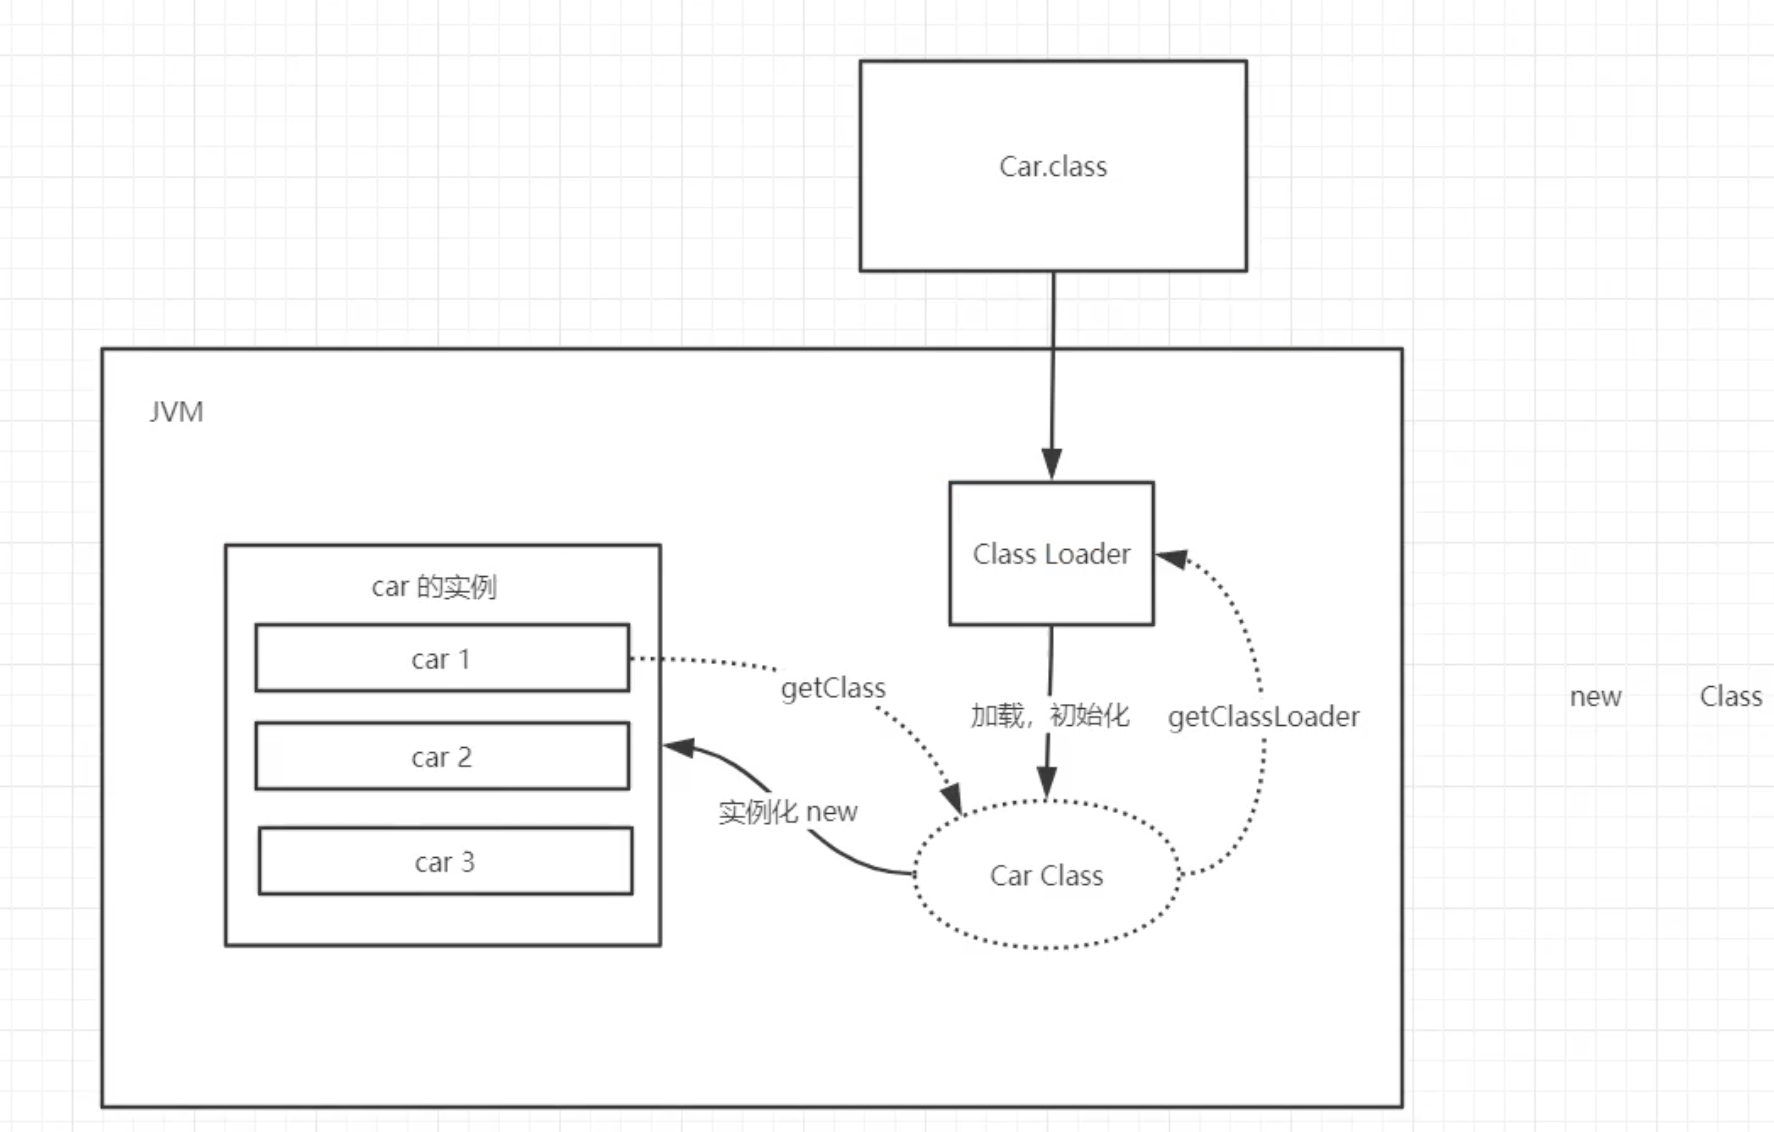 Car.class
JVM
Class Loader
car 的实例
car 1
getClass
加载，初始化
getClassLoader
new
Class
car 2
实例化 new
car 3
Car Class